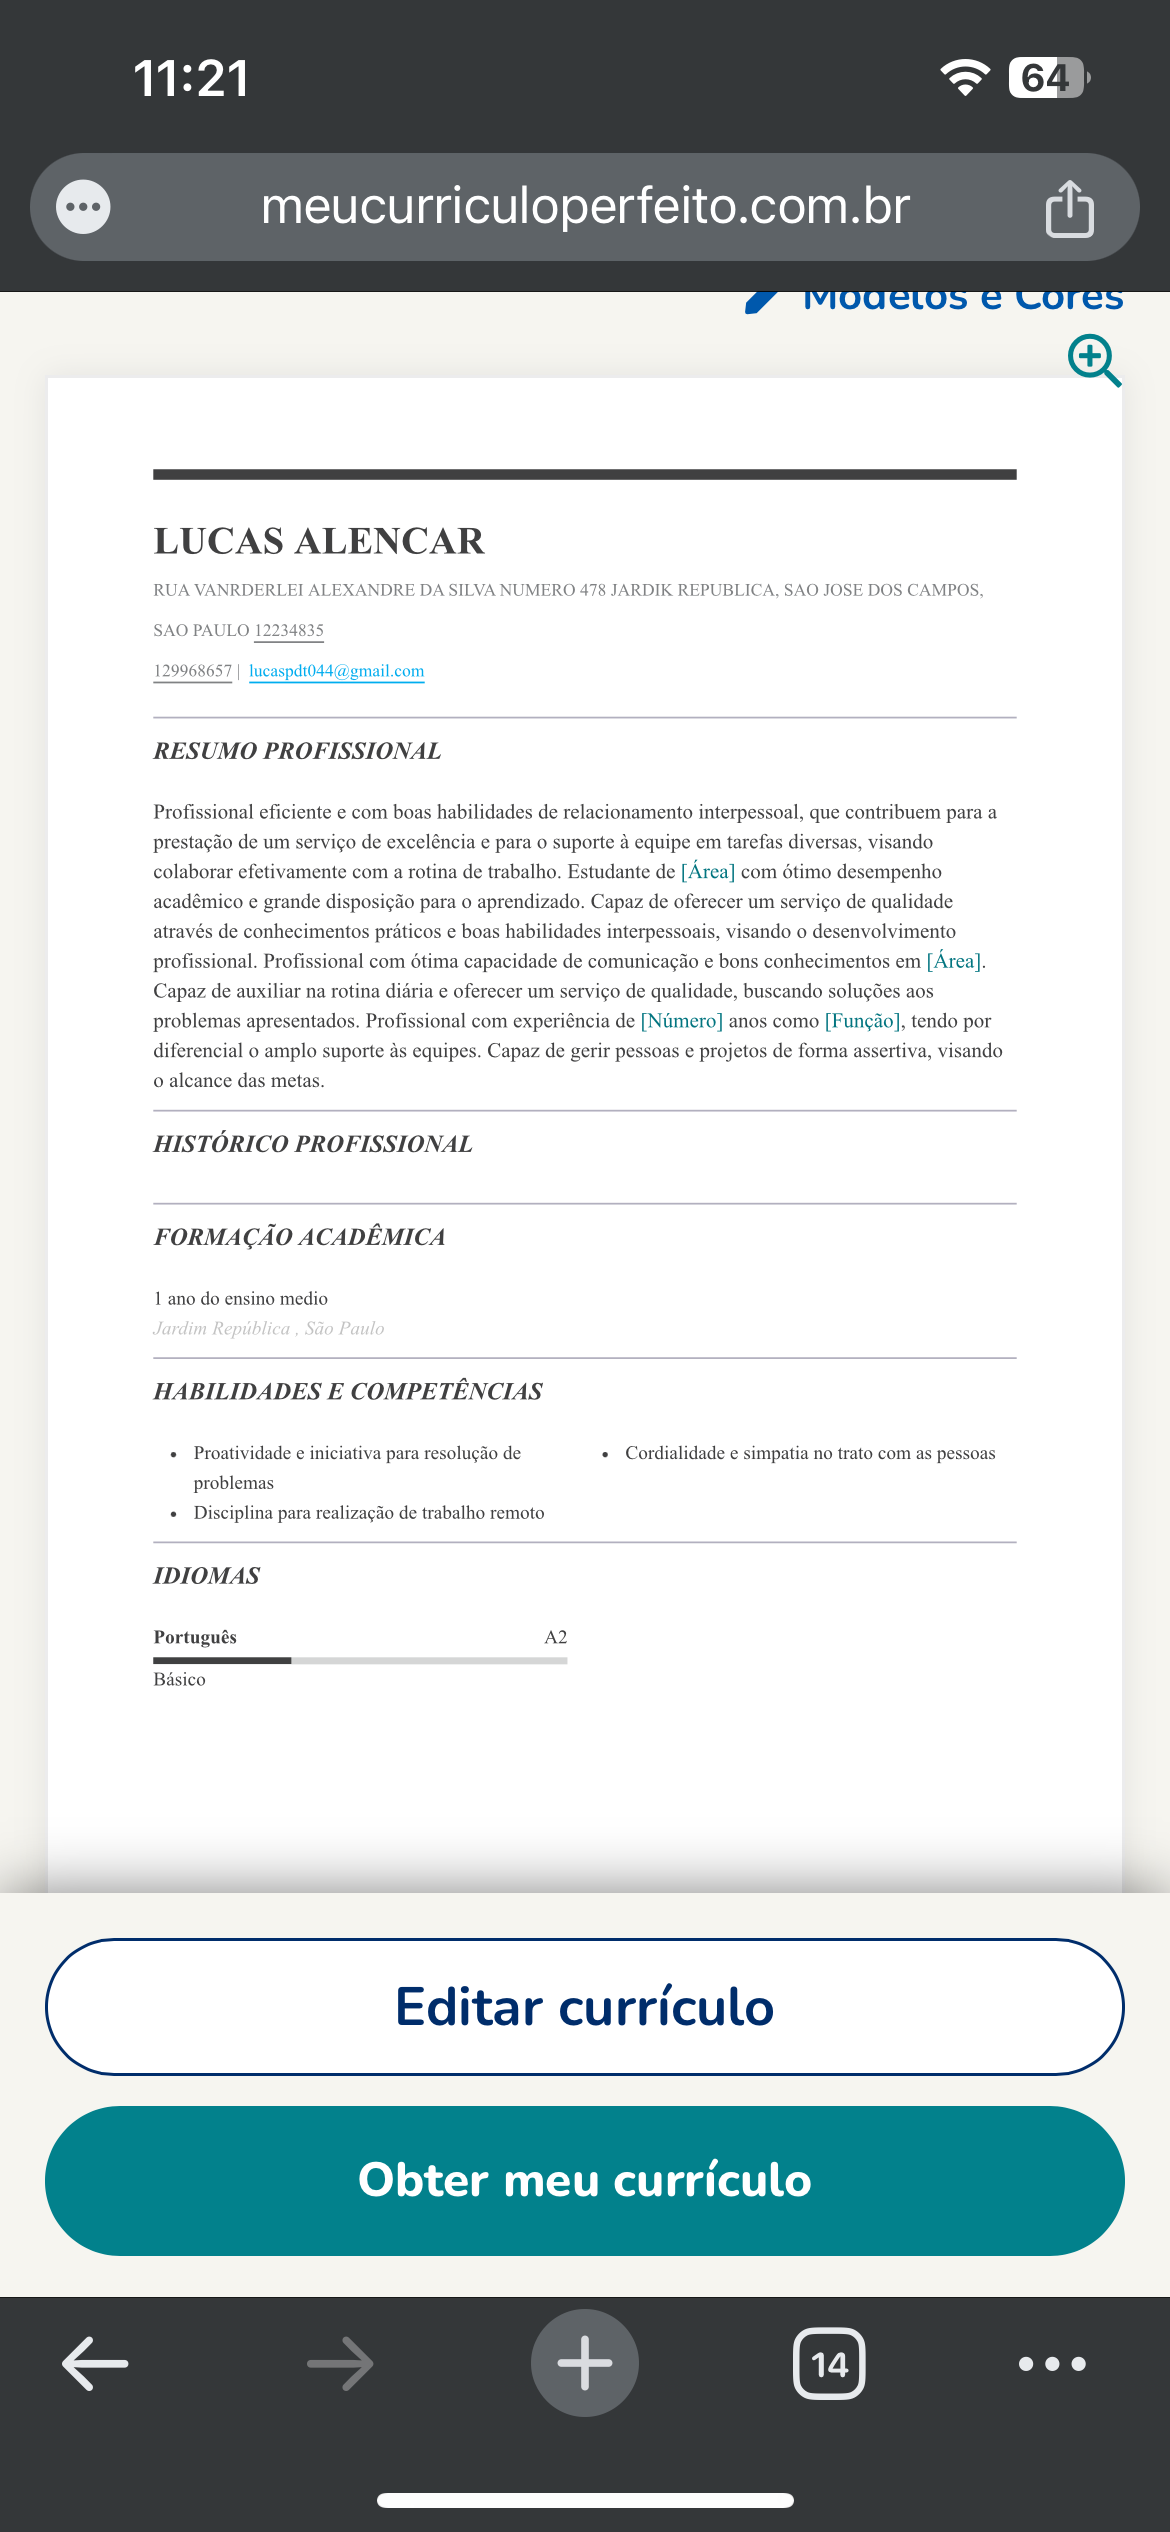 11:21
64
meucurriculoperfeito.com.br
Modelos e Cores
LUCAS ALENCAR
RUA VANRDERLEI ALEXANDRE DA SILVA NUMERO 478 JARDIK REPUBLICA, SAO JOSE DOS CAMPOS,
SAO PAULO 12234835
129968657 | lucaspdt044@gmail.com
RESUMO PROFISSIONAL
Profissional eficiente e com boas habilidades de relacionamento interpessoal, que contribuem para a
prestação de um serviço de excelência e para o suporte à equipe em tarefas diversas, visando
colaborar efetivamente com a rotina de trabalho. Estudante de [Área] com ótimo desempenho
acadêmico e grande disposição para o aprendizado. Capaz de oferecer um serviço de qualidade
através de conhecimentos práticos e boas habilidades interpessoais, visando o desenvolvimento
profissional. Profissional com ótima capacidade de comunicação e bons conhecimentos em [Área].
Capaz de auxiliar na rotina diária e oferecer um serviço de qualidade, buscando soluções aos
problemas apresentados. Profissional com experiência de [Número] anos como [Função], tendo por
diferencial o amplo suporte às equipes. Capaz de gerir pessoas e projetos de forma assertiva, visando
o alcance das metas.
HISTÓRICO PROFISSIONAL
FORMAÇÃO ACADÊMICA
1 ano do ensino medio
Jardim República , São Paulo
HABILIDADES E COMPETÊNCIAS
• Proatividade e iniciativa para resolução de
problemas
• Disciplina para realização de trabalho remoto
• Cordialidade e simpatia no trato com as pessoas
IDIOMAS
Português A2
Básico
Editar currículo
Obter meu currículo
14